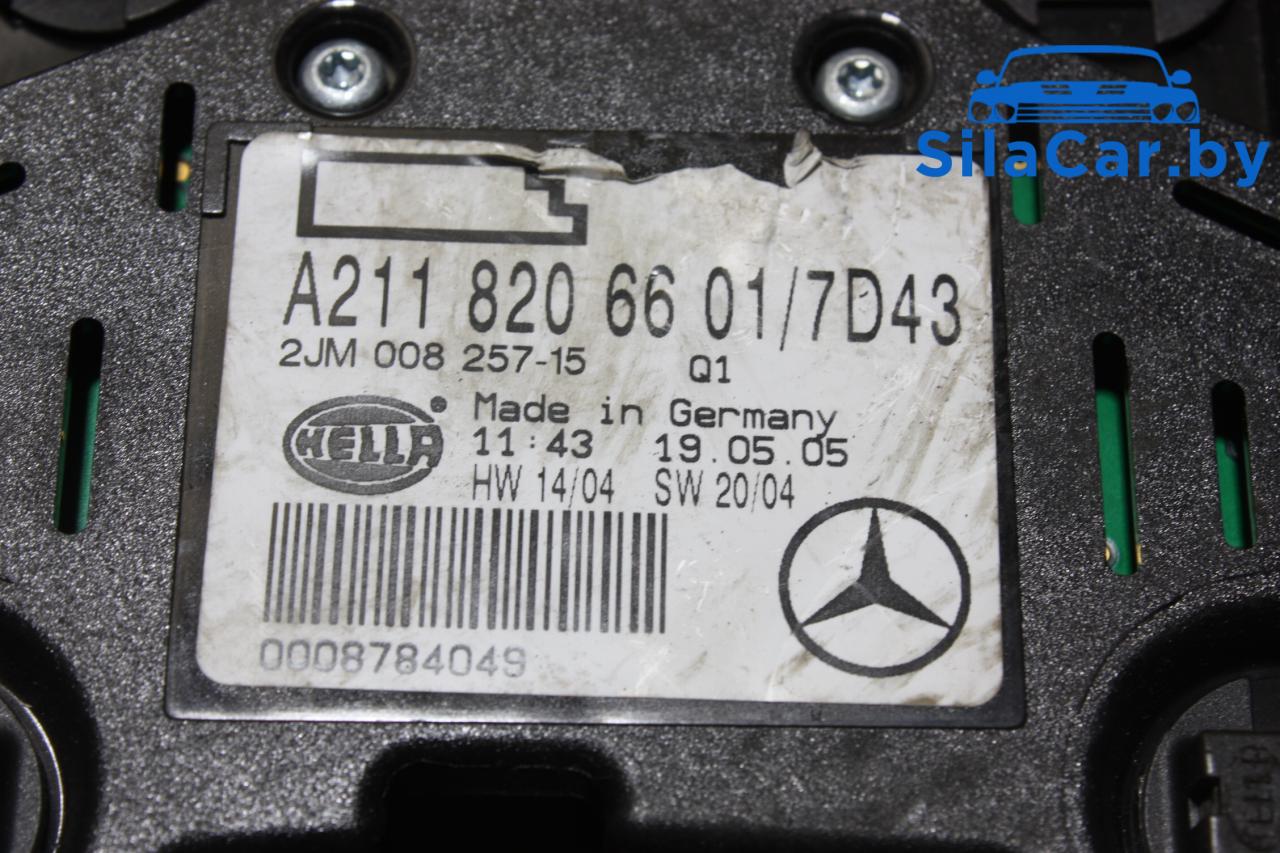 SilaCar.by
A211 820 66 01/7D43
2JM 008 257-15 Q1
HELLA
Made in Germany
11:43 19.05.05
HW 14/04 SW 20/04
0008784049